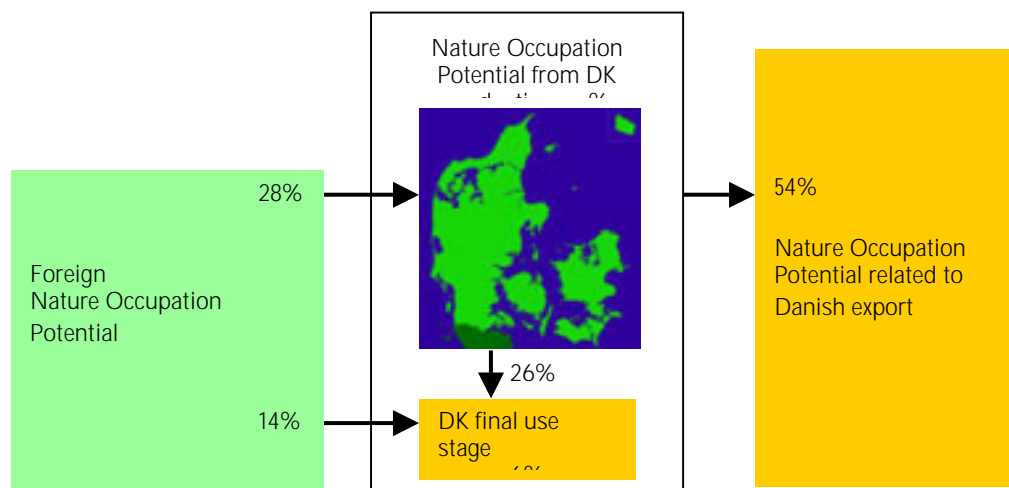 Nature Occupation
Potential from DK
%
28%
Foreign
Nature Occupation
Potential
14%
26%
DK final use
stage
6%
54%
Nature Occupation
Potential related to
Danish export